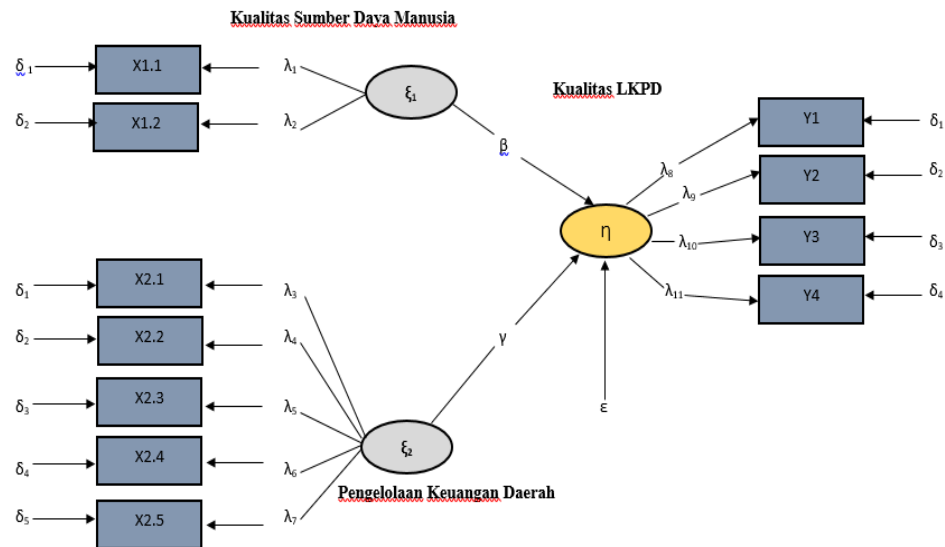 Kualitas Sumber Daya Manusia
δ 1
X1.1
λ1
ξ1
δ2
X1.2
λ2
Kualitas LKPD
β
Y1
δ1
λ8
Y2
δ2
λ9
η
λ10
Y3
δ3
λ11
Y4
δ4
δ1
X2.1
λ3
δ2
X2.2
λ4
γ
δ3
X2.3
λ5
ε
δ4
X2.4
λ6
ξ2
Pengelolaan Keuangan Daerah
δ5
X2.5
λ7